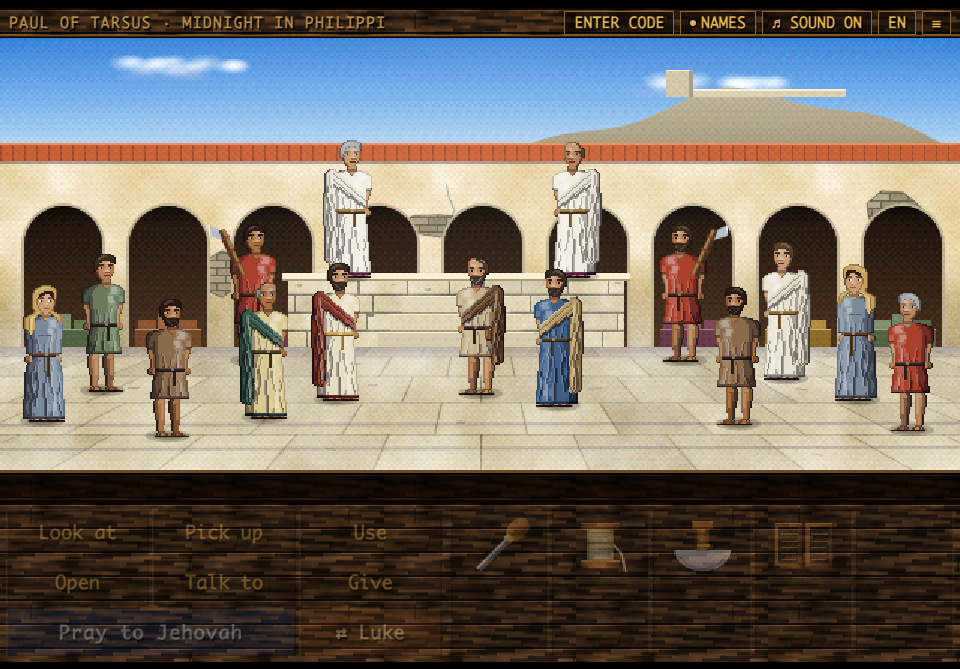 PAUL OF TARSUS · MIDNIGHT IN PHILIPPI
ENTER CODE
• NAMES
♬ SOUND ON
EN
≡
Look at
Pick up
Use
Open
Talk to
Give
Pray to Jehovah
⇄ Luke